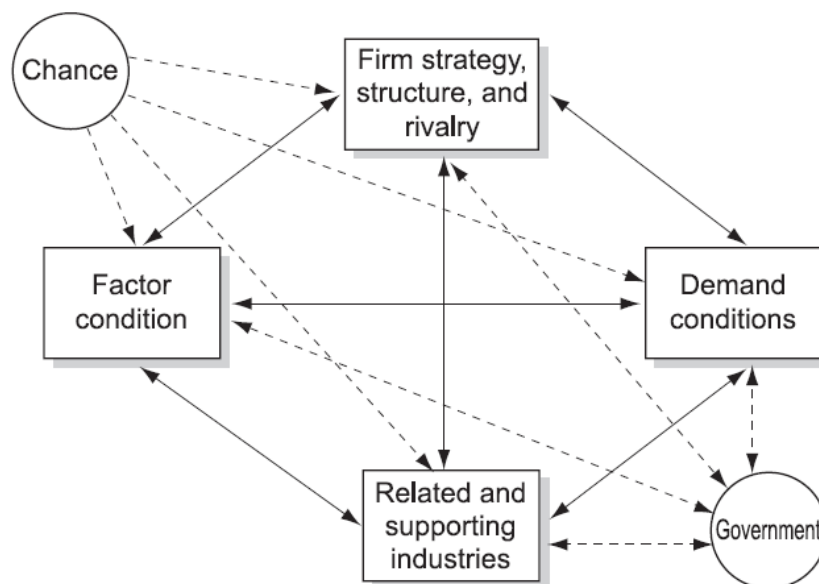 Chance
Firm strategy,
structure, and
rivalry
Factor
condition
Demand
conditions
Related and
supporting
industries
Government